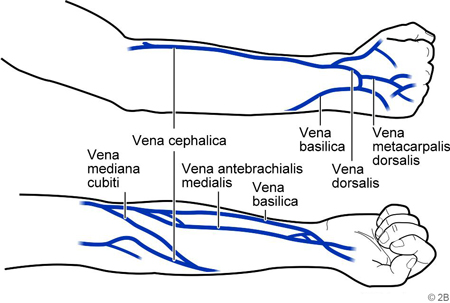 Vena cephalica
Vena
basilica
Vena
dorsalis
Vena
metacarpalis
dorsalis
Vena
mediana
cubiti
Vena antebrachialis
medialis
Vena
basilica
© 2B